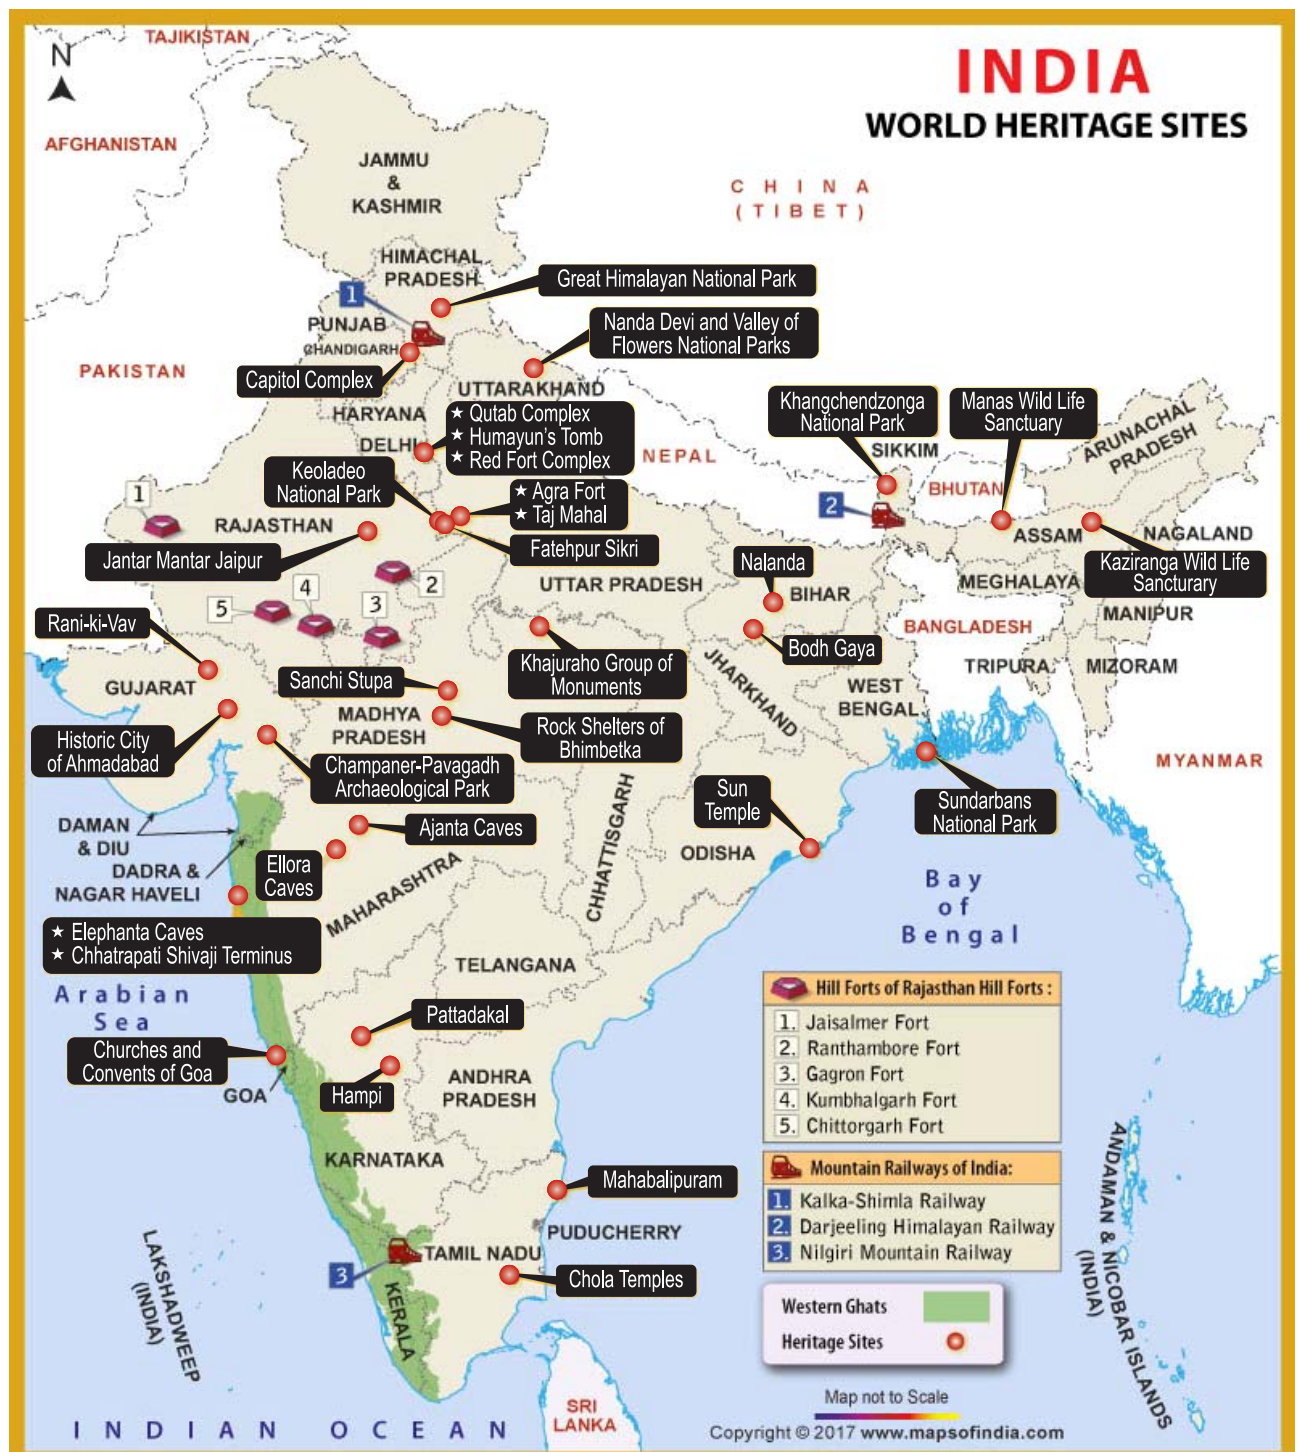 INDIA
WORLD HERITAGE SITES
N
TAJIKISTAN
AFGHANISTAN
JAMMU
&
KASHMIR
C H I N A
( T I B E T )
HIMACHAL
PRADESH
Great Himalayan National Park
1
PUNJAB
CHANDIGARH
Nanda Devi and Valley of
Flowers National Parks
PAKISTAN
Capitol Complex
UTTARAKHAND
HARYANA
DELHI
★ Qutab Complex
★ Humayun's Tomb
★ Red Fort Complex
NEPAL
Khangchendzonga
National Park
SIKKIM
Manas Wild Life
Sanctuary
ARUNACHAL
PRADESH
BHUTAN
Keoladeo
National Park
★ Agra Fort
★ Taj Mahal
Fatehpur Sikri
1
RAJASTHAN
Jantar Mantar Jaipur
2
ASSAM
NAGALAND
Kaziranga Wild Life
Sancturary
MEGHALAYA
MANIPUR
UTTAR PRADESH
Nalanda
BIHAR
Bodh Gaya
BANGLADESH
TRIPURA
MIZORAM
2
3
4
5
Rani-ki-Vav
GUJARAT
Khajuraho Group of
Monuments
JHARKHAND
WEST
BENGAL
Sanchi Stupa
MADHYA
PRADESH
Rock Shelters of
Bhimbetka
Historic City
of Ahmadabad
Champaner-Pavagadh
Archaeological Park
MYANMAR
Sundarbans
National Park
Sun
Temple
ODISHA
CHHATTISGARH
DAMAN
& DIU
DADRA &
NAGAR HAVELI
Ajanta Caves
Ellora
Caves
MAHARASHTRA
★ Elephanta Caves
★ Chhatrapati Shivaji Terminus
Bay
of
Bengal
TELANGANA
Arabian
Sea
Pattadakal
Churches and
Convents of Goa
GOA
Hampi
ANDHRA
PRADESH
KARNATAKA
Mahabalipuram
PUDUCHERRY
TAMIL NADU
3
Chola Temples
KERALA
LAKSHADWEEP
(INDIA)
ANDAMAN & NICOBAR ISLANDS
(INDIA)
Hill Forts of Rajasthan Hill Forts :
1. Jaisalmer Fort
2. Ranthambore Fort
3. Gagron Fort
4. Kumbhalgarh Fort
5. Chittorgarh Fort
Mountain Railways of India:
1. Kalka-Shimla Railway
2. Darjeeling Himalayan Railway
3. Nilgiri Mountain Railway
Western Ghats
Heritage Sites
SRI
LANKA
INDIAN OCEAN
Map not to Scale
Copyright © 2017 www.mapsofindia.com